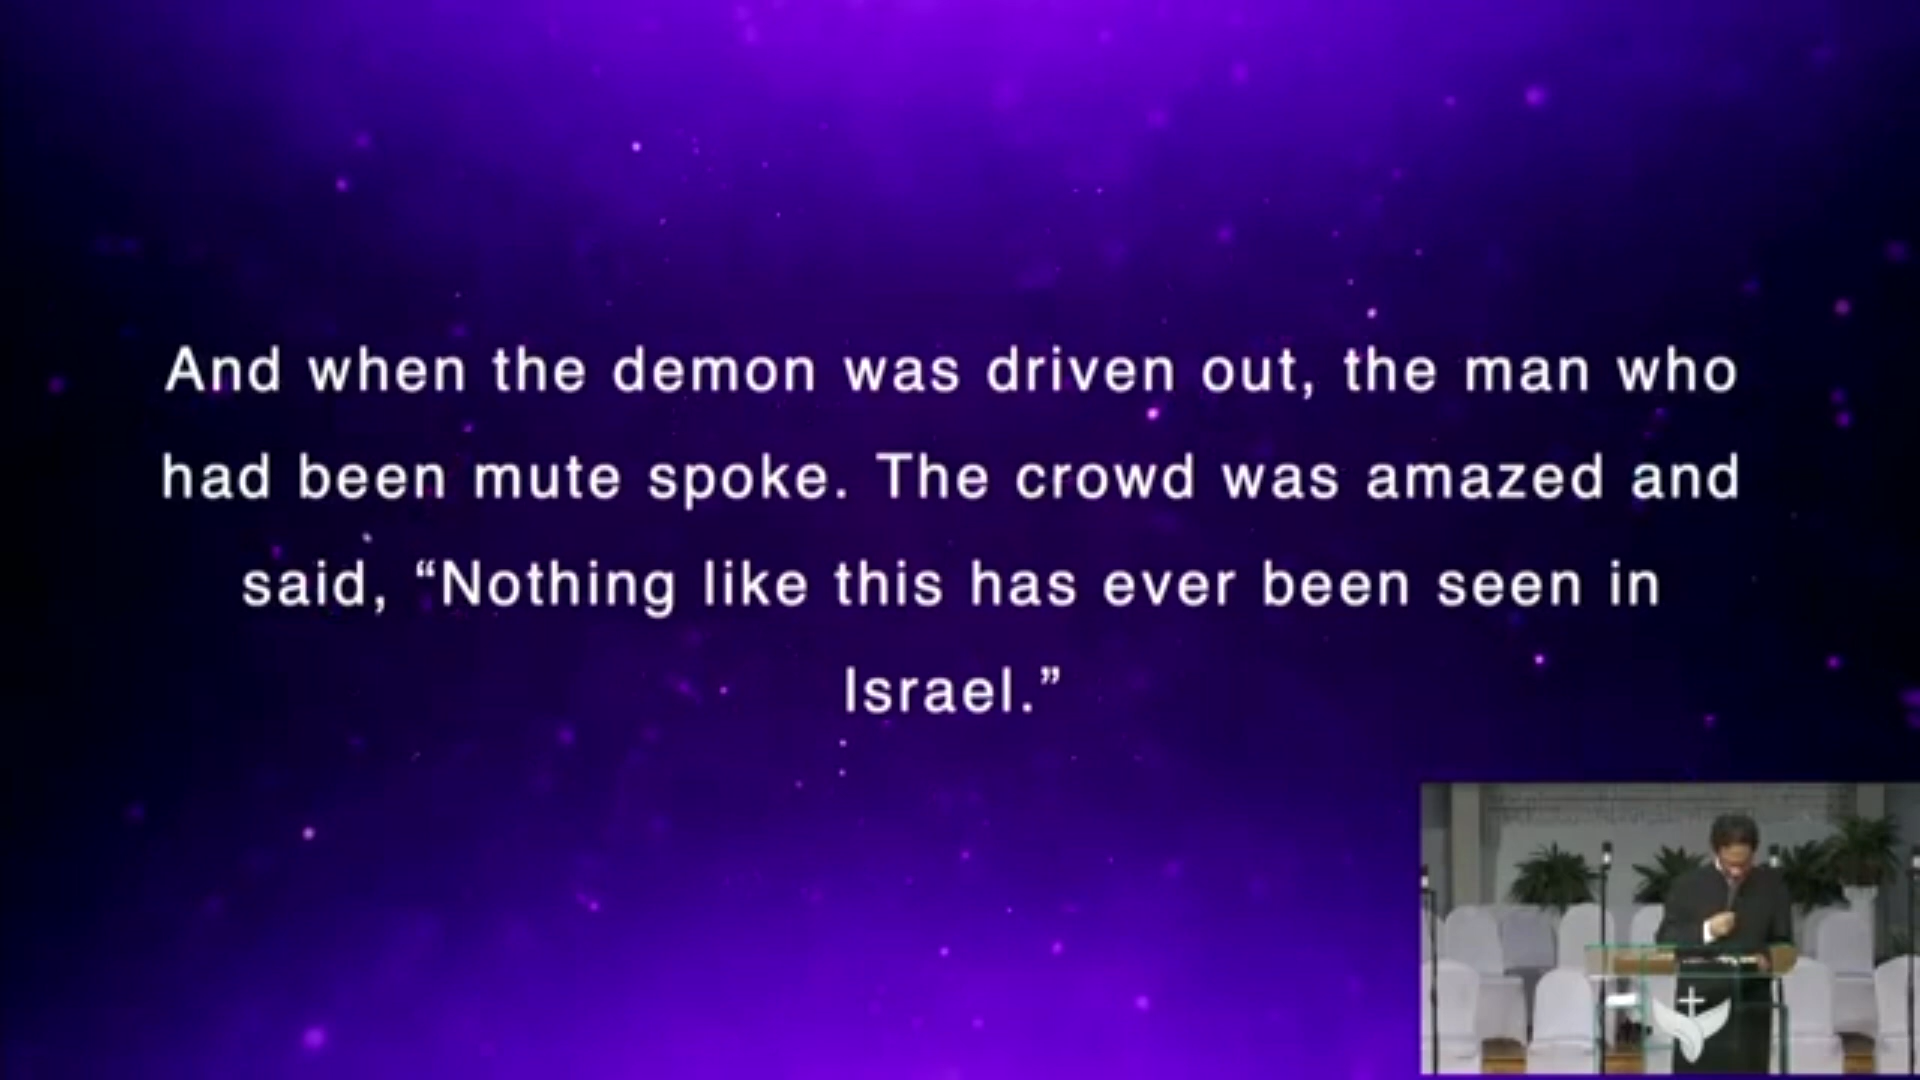 And when the demon was driven out, the man who
had been mute spoke. The crowd was amazed and
said, “Nothing like this has ever been seen in
Israel.”